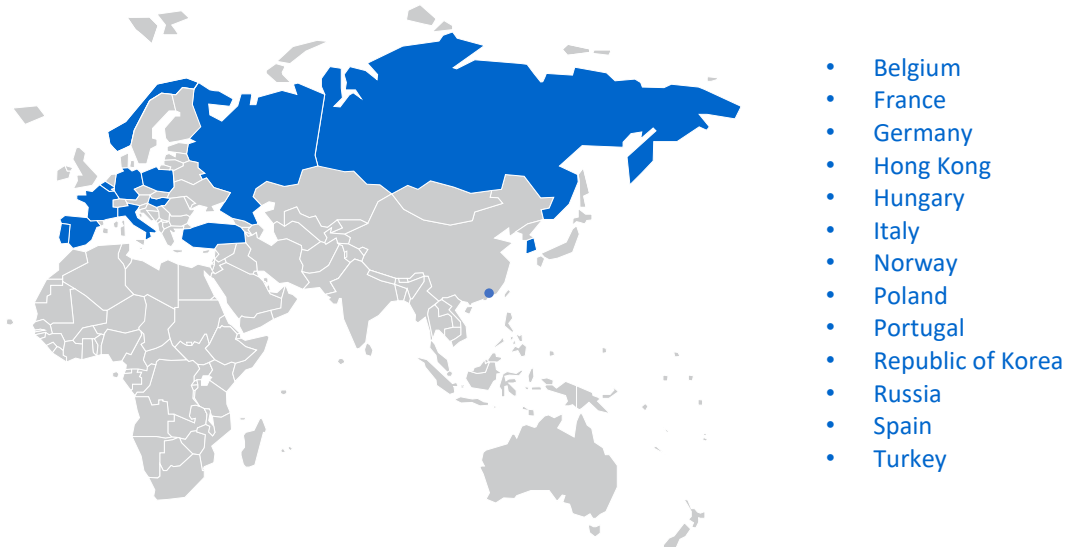 • Belgium
• France
• Germany
• Hong Kong
• Hungary
• Italy
• Norway
• Poland
• Portugal
• Republic of Korea
• Russia
• Spain
• Turkey